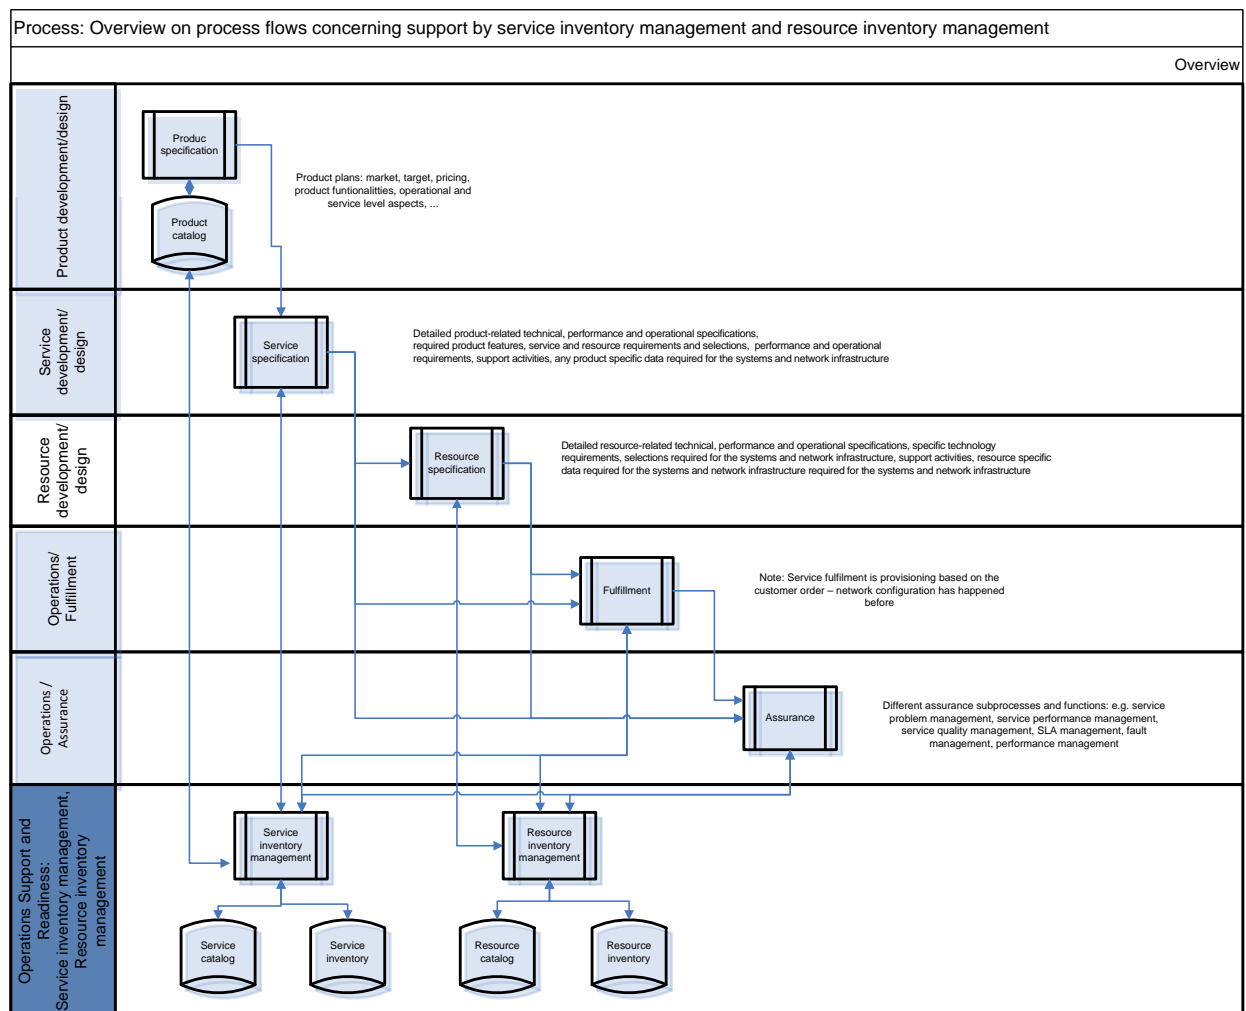 Process: Overview on process flows concerning support by service inventory management and resource inventory management
Overview
Product development/design
Produc
specification
Product plans: market, target, pricing,
product funtionalitties, operational and
service level aspects, ...
Product
catalog
Service
development/
design
Service
specification
Detailed product-related technical, performance and operational specifications,
required product features, service and resource requirements and selections,  performance and operational
requirements, support activities, any product specific data required for the systems and network infrastructure
Resource
development/
design
Resource
specification
Detailed resource-related technical, performance and operational specifications, specific technology
requirements, selections required for the systems and network infrastructure, support activities, resource specific
data required for the systems and network infrastructure required for the systems and network infrastructure
Operations/
Fulfillment
Fulfillment
Note: Service fulfilment is provisioning based on the
customer order – network configuration has happened
before
Operations /
Assurance
Assurance
Different assurance subprocesses and functions: e.g. service
problem management, service performance management,
service quality management, SLA management, fault
management, performance management
Operations Support and
Readiness:
Service inventory management,
Resource inventory
management
Service
inventory
management
Resource
inventory
management
Service
catalog
Service
inventory
Resource
catalog
Resource
inventory